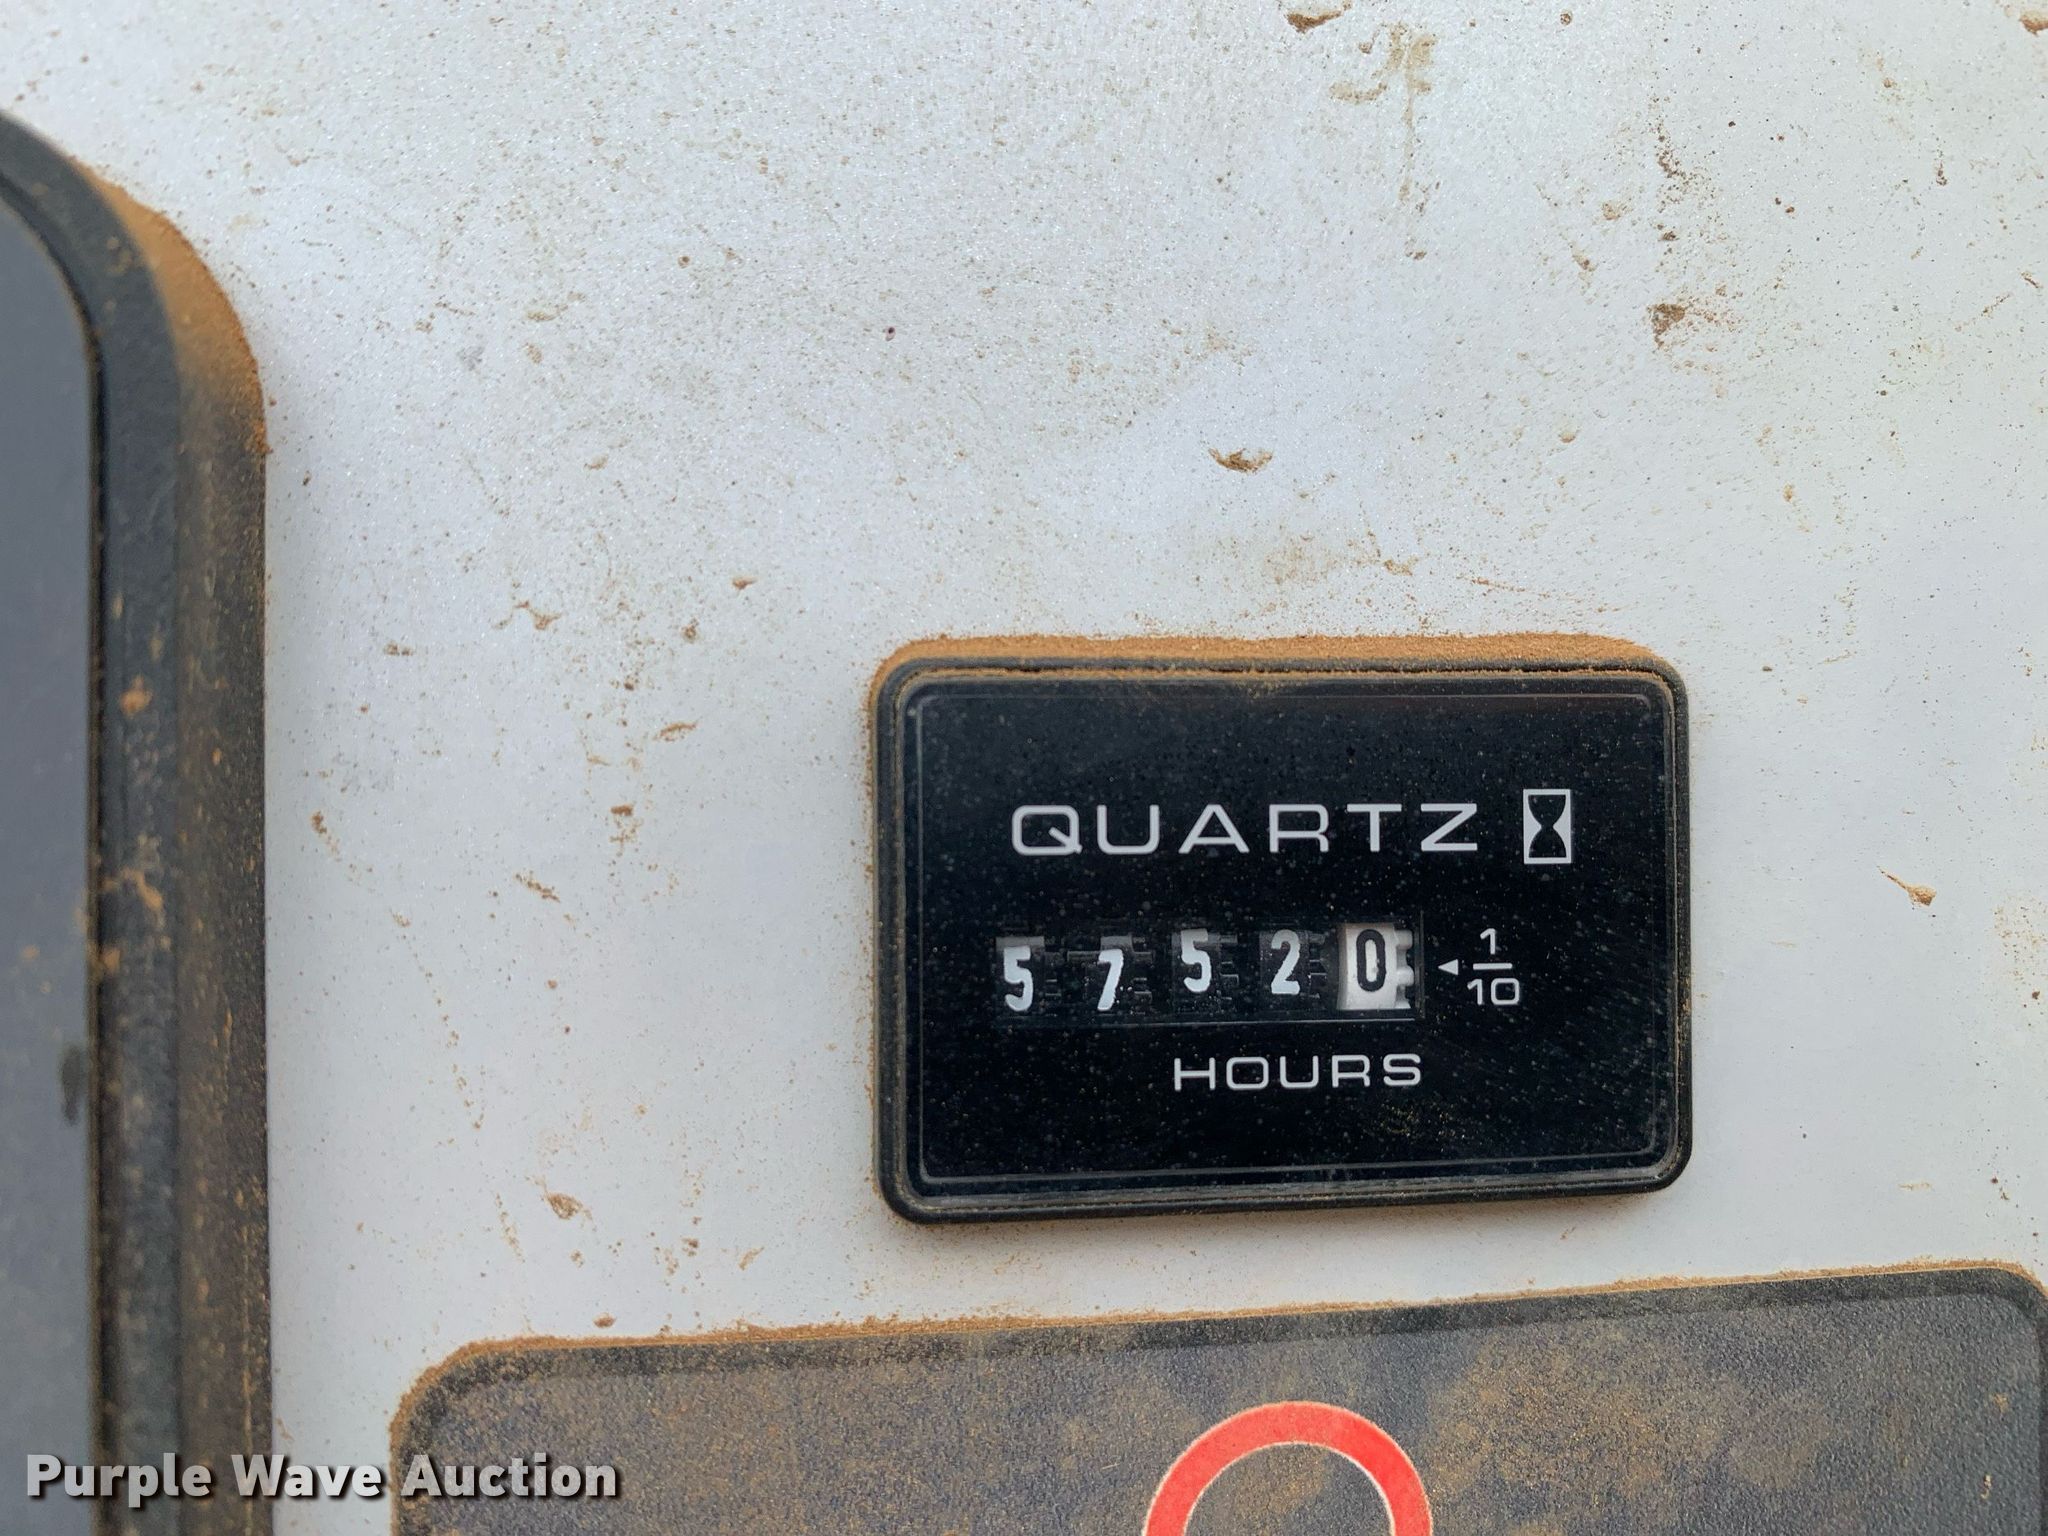 QUARTZ
57520 1/10
HOURS
Purple Wave Auction